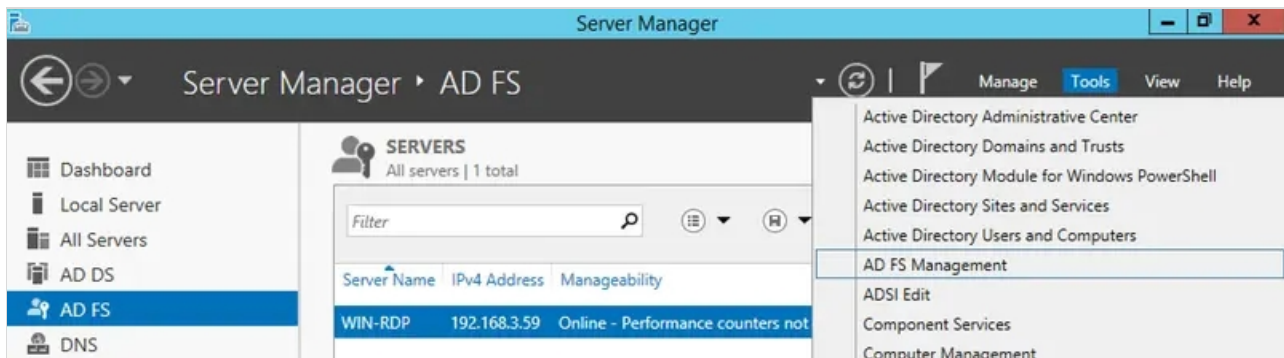 Server Manager
Server Manager ‣ AD FS
Manage Tools View Help
Dashboard
Local Server
All Servers
AD DS
AD FS
DNS
SERVERS
All servers | 1 total
Filter
Server Name IPv4 Address Manageability
WIN-RDP 192.168.3.59 Online - Performance counters not
Active Directory Administrative Center
Active Directory Domains and Trusts
Active Directory Module for Windows PowerShell
Active Directory Sites and Services
Active Directory Users and Computers
AD FS Management
ADSI Edit
Component Services
Computer Management